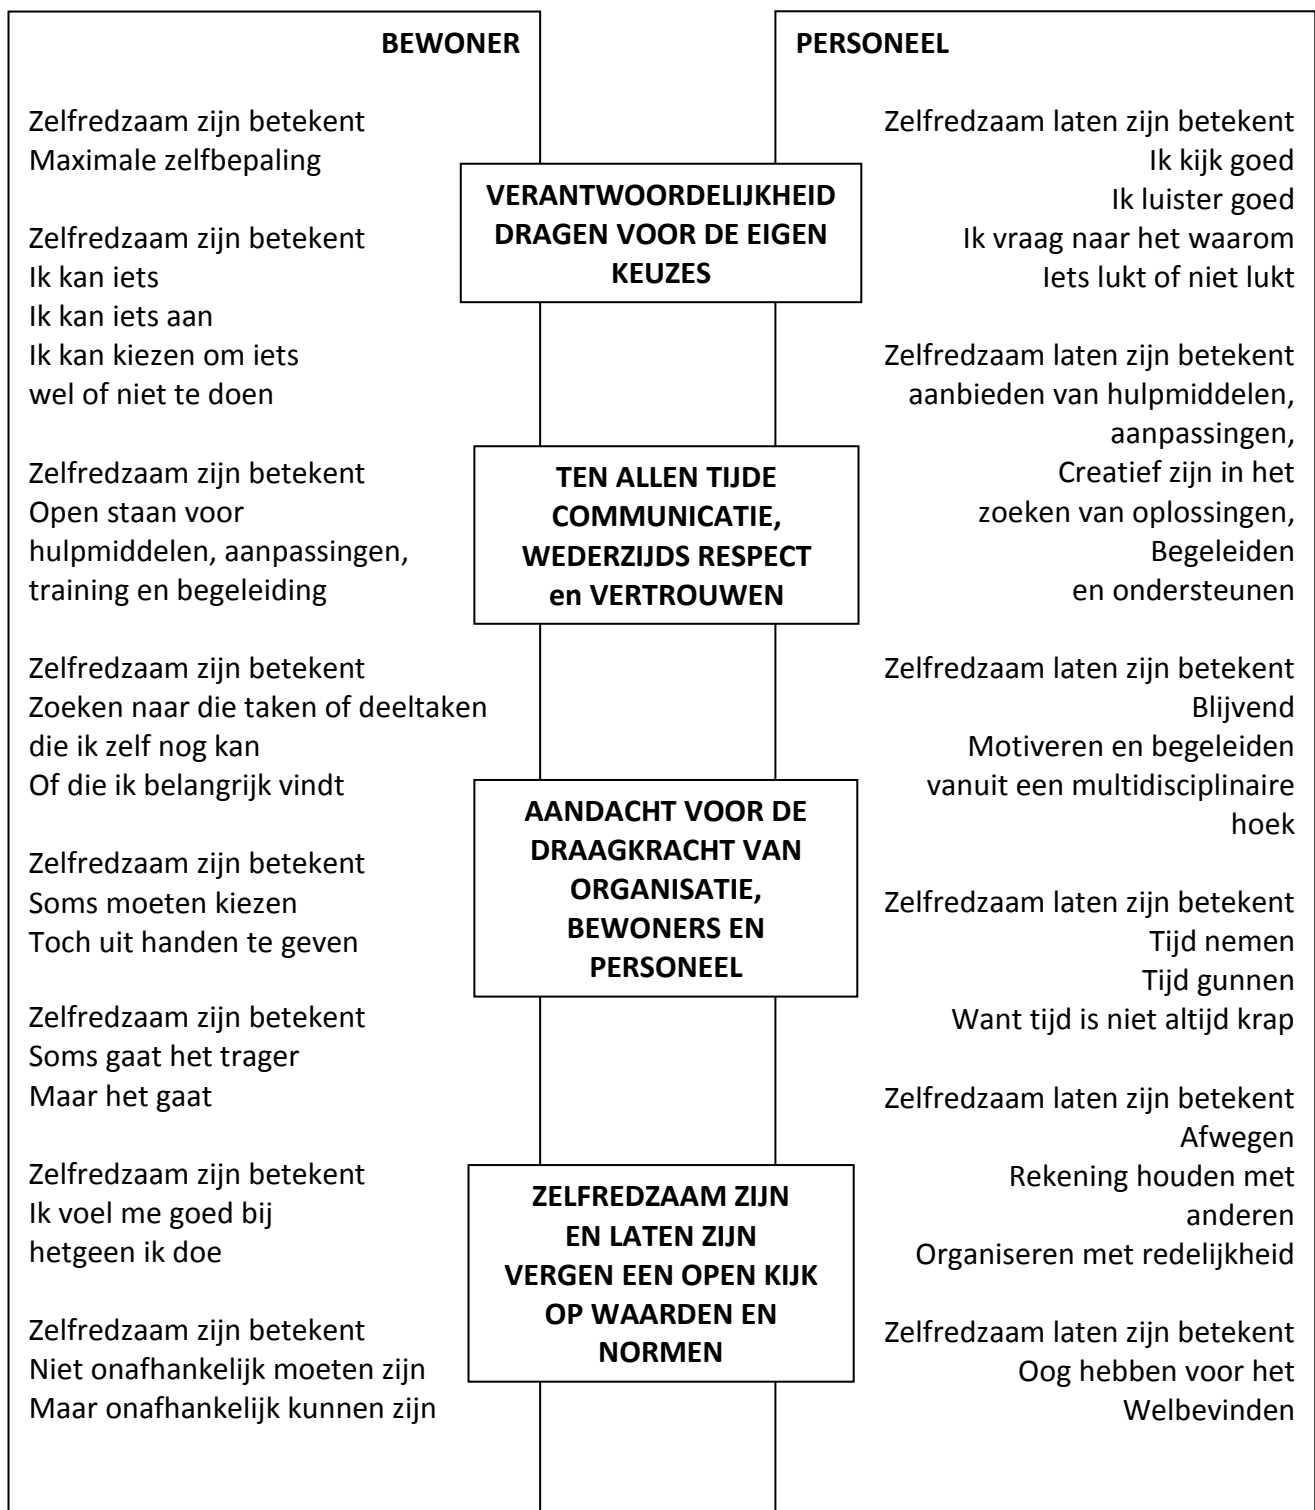 BEWONER
Zelfredzaam zijn betekent
Maximale zelfbepaling
Zelfredzaam zijn betekent
Ik kan iets
Ik kan iets aan
Ik kan kiezen om iets
wel of niet te doen
Zelfredzaam zijn betekent
Open staan voor
hulpmiddelen, aanpassingen,
training en begeleiding
Zelfredzaam zijn betekent
Zoeken naar die taken of deeltaken
die ik zelf nog kan
Of die ik belangrijk vindt
Zelfredzaam zijn betekent
Soms moeten kiezen
Toch uit handen te geven
Zelfredzaam zijn betekent
Soms gaat het trager
Maar het gaat
Zelfredzaam zijn betekent
Ik voel me goed bij
hetgeen ik doe
Zelfredzaam zijn betekent
Niet onafhankelijk moeten zijn
Maar onafhankelijk kunnen zijn
VERANTWOORDELIJKHEID
DRAGEN VOOR DE EIGEN
KEUZES
TEN ALLEN TIJDE
COMMUNICATIE,
WEDERZIJDS RESPECT
en VERTROUWEN
AANDACHT VOOR DE
DRAAGKRACHT VAN
ORGANISATIE,
BEWONERS EN
PERSONEEL
ZELFREDZAAM ZIJN
EN LATEN ZIJN
VERGEN EEN OPEN KIJK
OP WAARDEN EN
NORMEN
PERSONEEL
Zelfredzaam laten zijn betekent
Ik kijk goed
Ik luister goed
Ik vraag naar het waarom
Iets lukt of niet lukt
Zelfredzaam laten zijn betekent
aanbieden van hulpmiddelen,
aanpassingen,
Creatief zijn in het
zoeken van oplossingen,
Begeleiden
en ondersteunen
Zelfredzaam laten zijn betekent
Blijvend
Motiveren en begeleiden
vanuit een multidisciplinaire
hoek
Zelfredzaam laten zijn betekent
Tijd nemen
Tijd gunnen
Want tijd is niet altijd krap
Zelfredzaam laten zijn betekent
Afwegen
Rekening houden met
anderen
Organiseren met redelijkheid
Zelfredzaam laten zijn betekent
Oog hebben voor het
Welbevinden